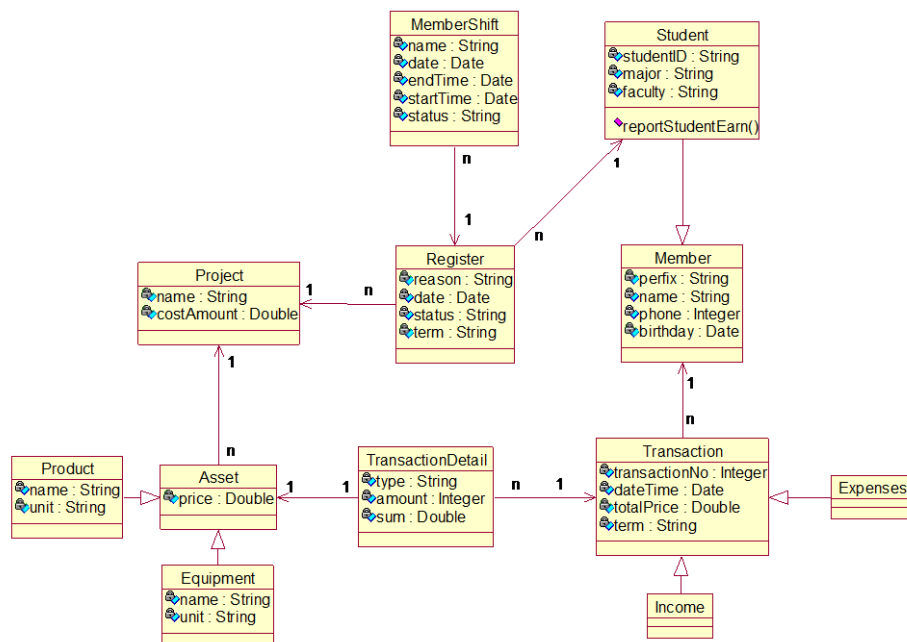 MemberShift
name : String
date : Date
endTime : Date
startTime : Date
status : String
Student
studentID : String
major : String
faculty : String
reportStudentEarn()
n
1
n
1
Register
reason : String
date : Date
status : String
term : String
Member
perfix : String
name : String
phone : Integer
birthday : Date
Project
name : String
costAmount : Double
1
n
1
n
1
n
Product
name : String
unit : String
Asset
price : Double
1
1
TransactionDetail
type : String
amount : Integer
sum : Double
n
1
Transaction
transactionNo : Integer
dateTime : Date
totalPrice : Double
term : String
Expenses
Equipment
name : String
unit : String
Income